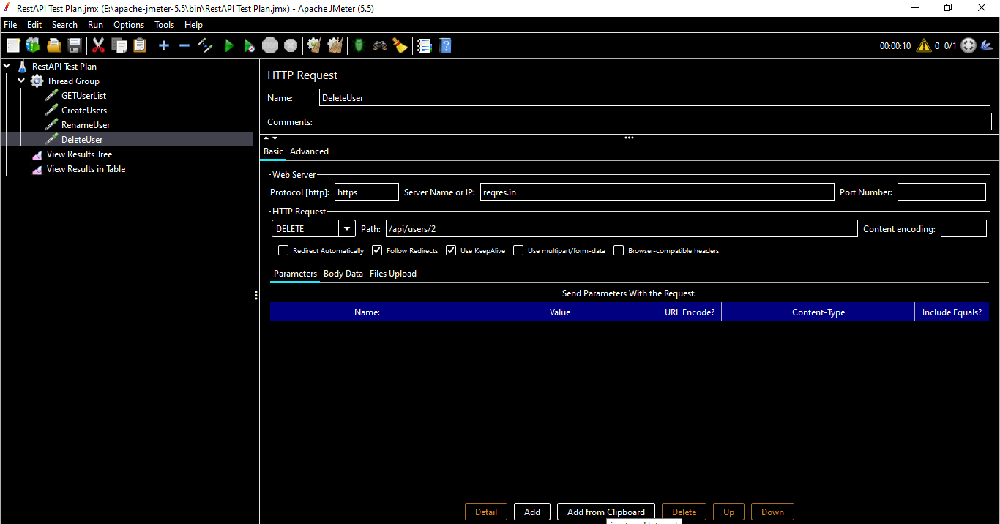 RestAPI Test Plan.jmx (E:\apache-jmeter-5.5\bin\RestAPI Test Plan.jmx) - Apache JMeter (5.5)
File Edit Search Run Options Tools Help
00:00:10 0 0/1
RestAPI Test Plan
Thread Group
GETUserList
CreateUsers
RenameUser
DeleteUser
View Results Tree
View Results in Table
HTTP Request
Name: DeleteUser
Comments:
Basic Advanced
Web Server
Protocol [http]: https Server Name or IP: reqres.in Port Number:
HTTP Request
DELETE Path: /api/users/2 Content encoding:
Redirect Automatically Follow Redirects Use KeepAlive Use multipart/form-data Browser-compatible headers
Parameters Body Data Files Upload
Send Parameters With the Request:
Name: Value URL Encode? Content-Type Include Equals?
Detail Add Add from Clipboard Delete Up Down